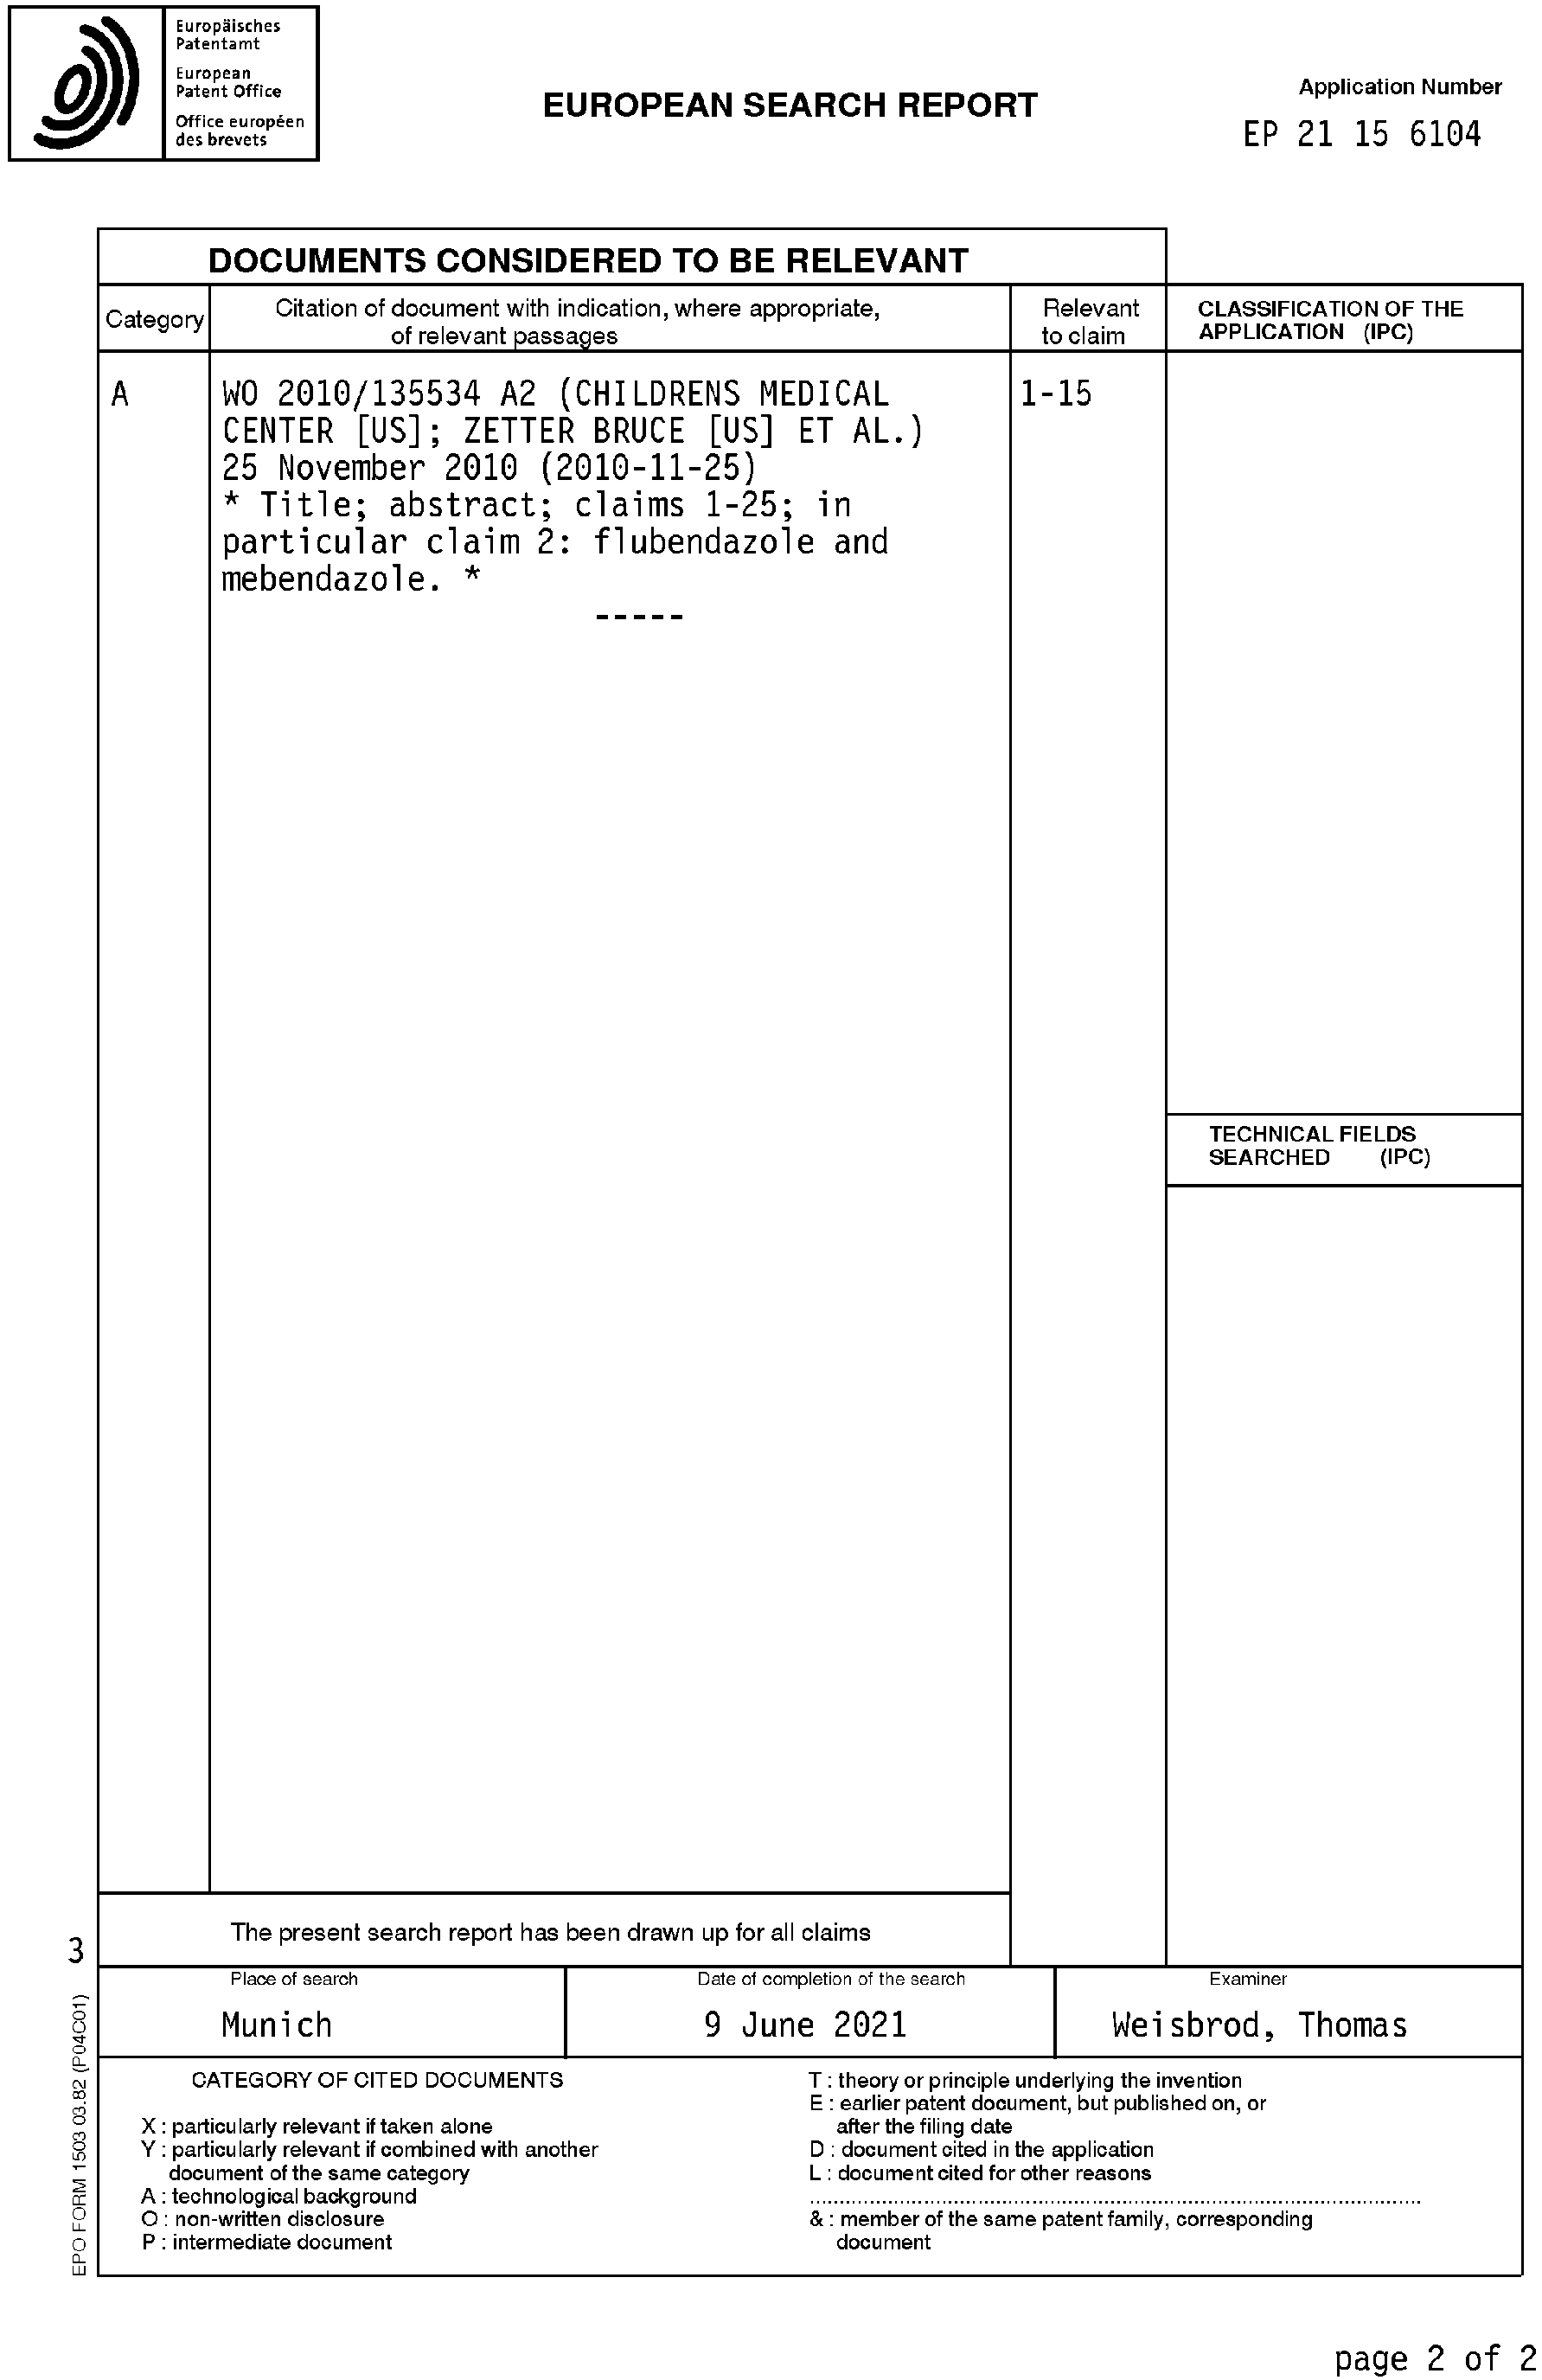 Europäisches
Patentamt
European
Patent Office
Office européen
des brevets
EUROPEAN SEARCH REPORT
Application Number
EP 21 15 6104
DOCUMENTS CONSIDERED TO BE RELEVANT
Category
Citation of document with indication, where appropriate,
of relevant passages
Relevant
to claim
CLASSIFICATION OF THE
APPLICATION (IPC)
A
WO 2010/135534 A2 (CHILDRENS MEDICAL
CENTER [US]; ZETTER BRUCE [US] ET AL.)
25 November 2010 (2010-11-25)
* Title; abstract; claims 1-25; in
particular claim 2: flubendazole and
mebendazole. *
-----
1-15
TECHNICAL FIELDS
SEARCHED (IPC)
The present search report has been drawn up for all claims
3
Place of search
Munich
Date of completion of the search
9 June 2021
Examiner
Weisbrod, Thomas
CATEGORY OF CITED DOCUMENTS
X : particularly relevant if taken alone
Y : particularly relevant if combined with another
document of the same category
A : technological background
O : non-written disclosure
P : intermediate document
T : theory or principle underlying the invention
E : earlier patent document, but published on, or
after the filing date
D : document cited in the application
L : document cited for other reasons
& : member of the same patent family, corresponding
document
EPO FORM 1503 03.82 (P04C01)
page 2 of 2